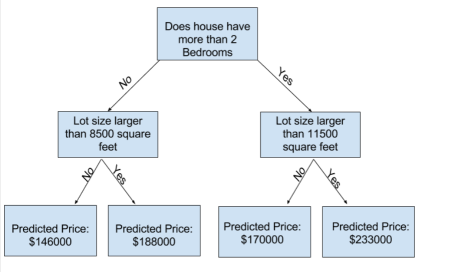 Does house have
more than 2
Bedrooms
No
Yes
Lot size larger
than 8500 square
feet
Lot size larger
than 11500
square feet
No
Yes
No
Yes
Predicted Price:
$146000
Predicted Price:
$188000
Predicted Price:
$170000
Predicted Price:
$233000